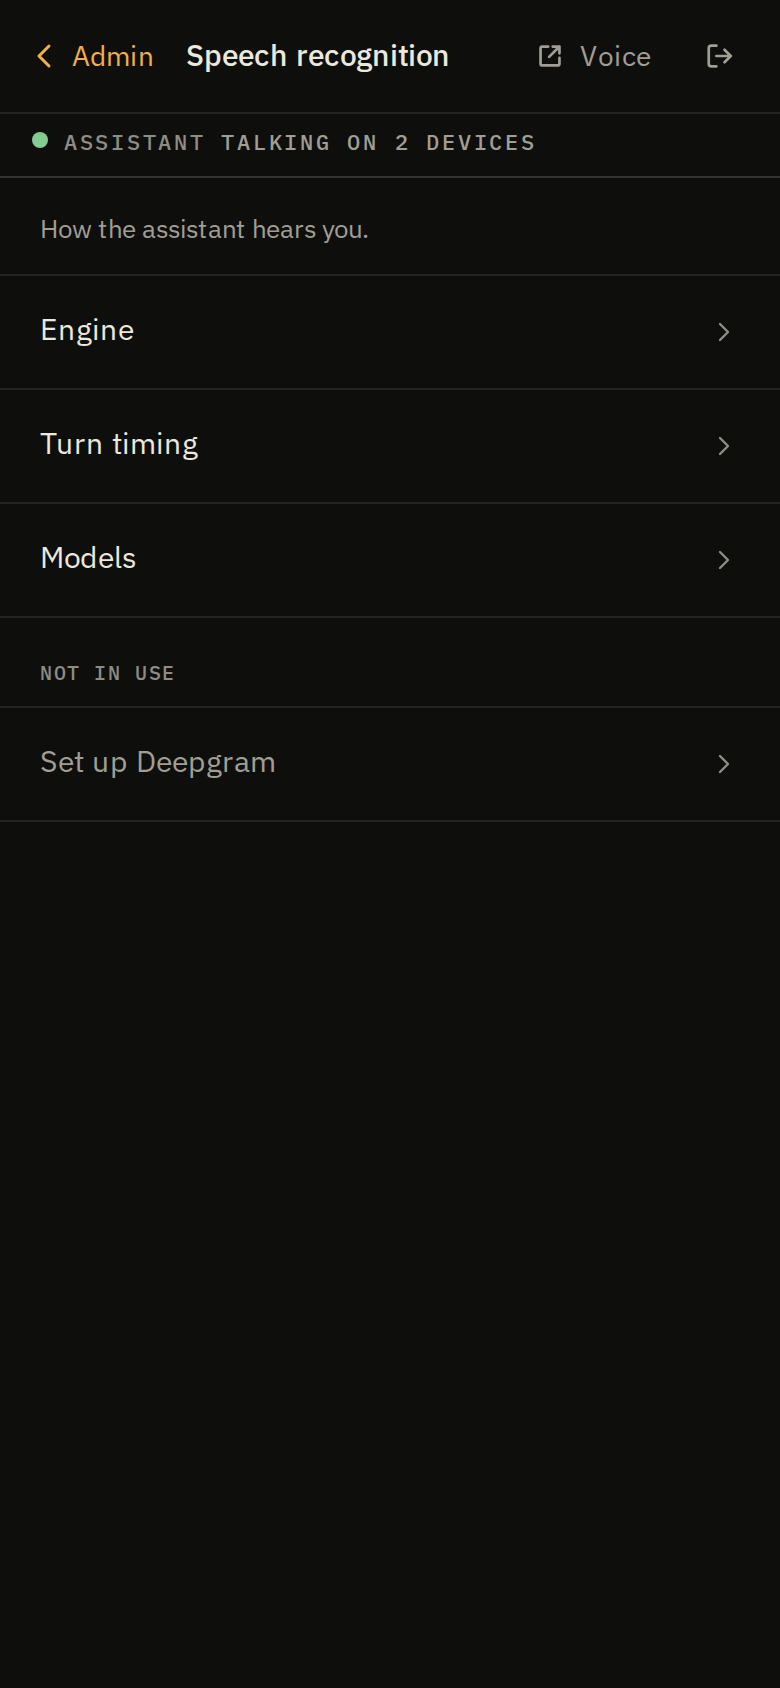 Admin Speech recognition Voice
ASSISTANT TALKING ON 2 DEVICES
How the assistant hears you.
Engine
Turn timing
Models
NOT IN USE
Set up Deepgram